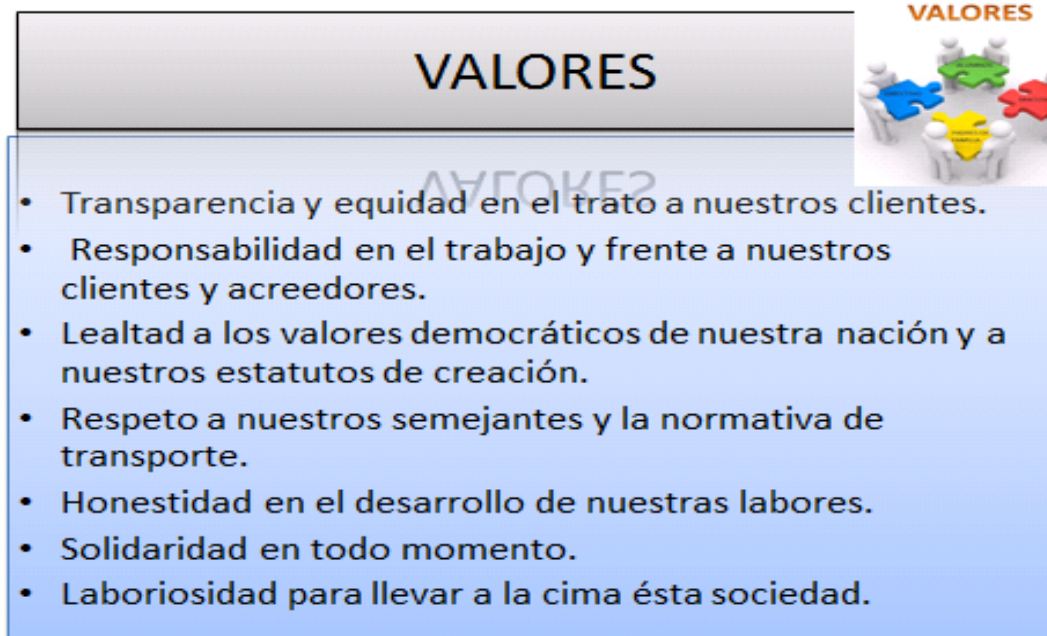 VALORES
VALORES
• Transparencia y equidad en el trato a nuestros clientes.
• Responsabilidad en el trabajo y frente a nuestros
clientes y acreedores.
• Lealtad a los valores democráticos de nuestra nación y a
nuestros estatutos de creación.
• Respeto a nuestros semejantes y la normativa de
transporte.
• Honestidad en el desarrollo de nuestras labores.
• Solidaridad en todo momento.
• Laboriosidad para llevar a la cima ésta sociedad.